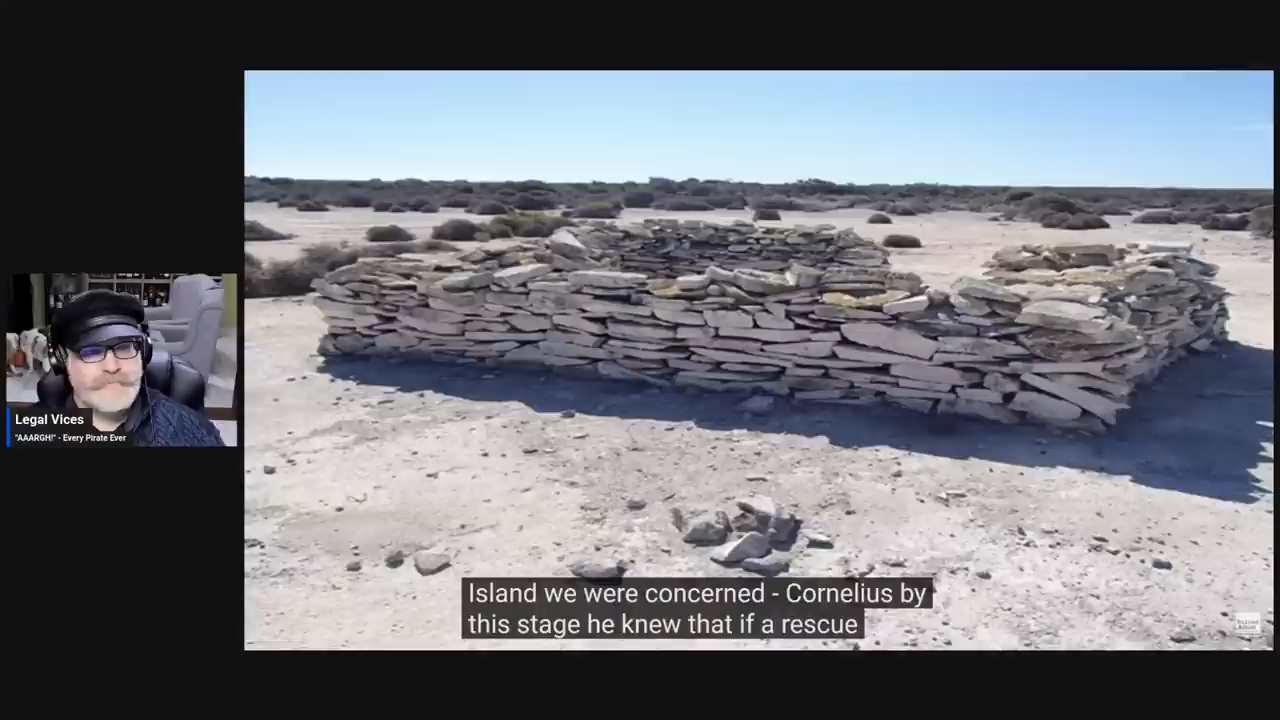 Legal Vices
"AAARGH!" - Every Pirate Ever
Island we were concerned - Cornelius by
this stage he knew that if a rescue